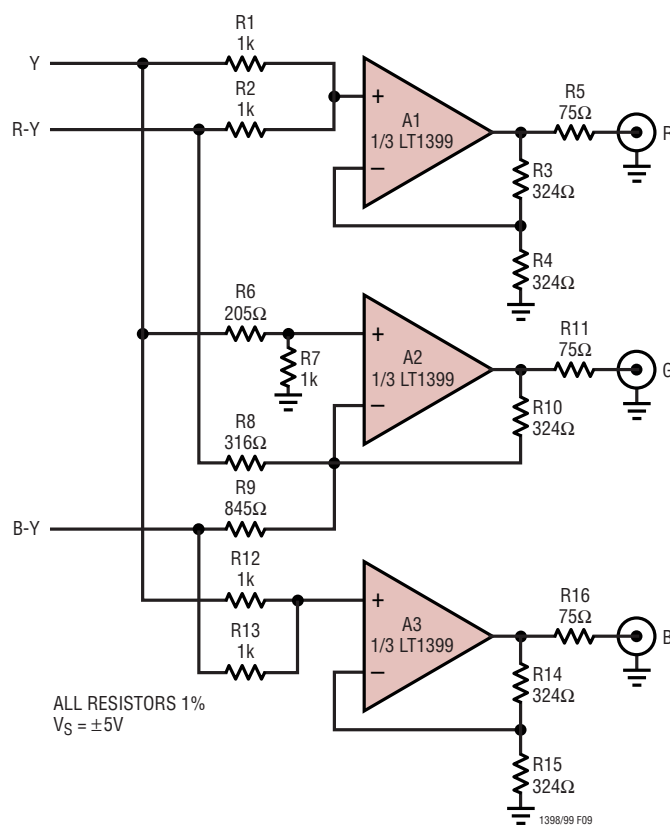 R1
1k
Y
R2
1k
R-Y
+
A1
1/3 LT1399
−
R5
75Ω
R
R3
324Ω
R4
324Ω
R6
205Ω
R7
1k
+
A2
1/3 LT1399
−
R11
75Ω
G
R10
324Ω
R8
316Ω
R9
845Ω
B-Y
R12
1k
R13
1k
+
A3
1/3 LT1399
−
R16
75Ω
B
R14
324Ω
R15
324Ω
ALL RESISTORS 1%
VS = ±5V
1398/99 F09